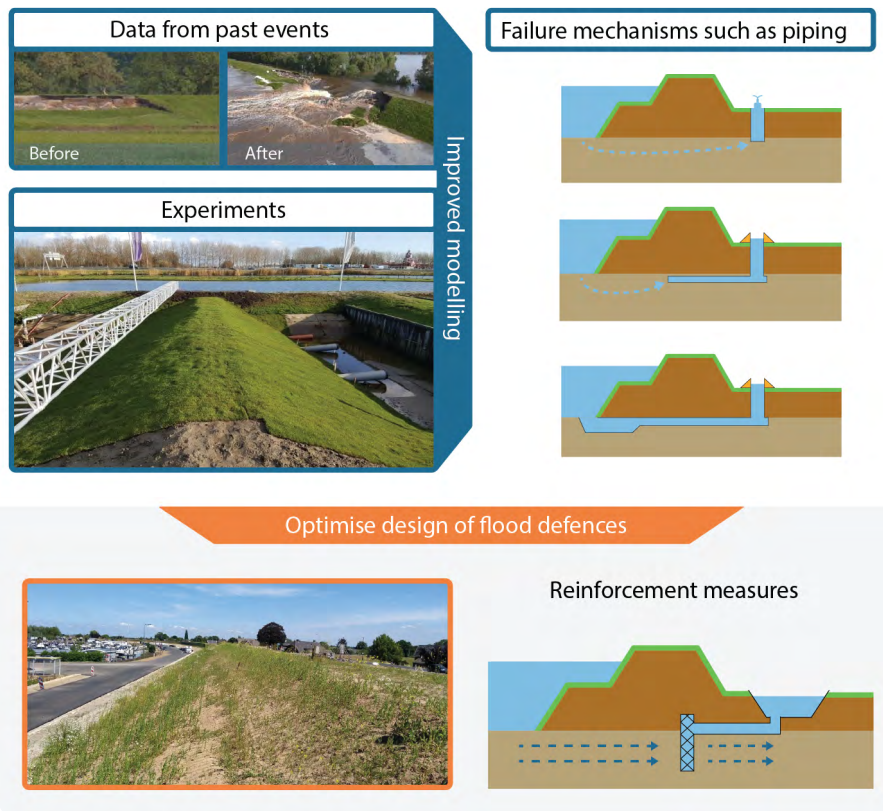 Data from past events
Before
After
Experiments
Improved modelling
Failure mechanisms such as piping
Optimise design of flood defences
Reinforcement measures